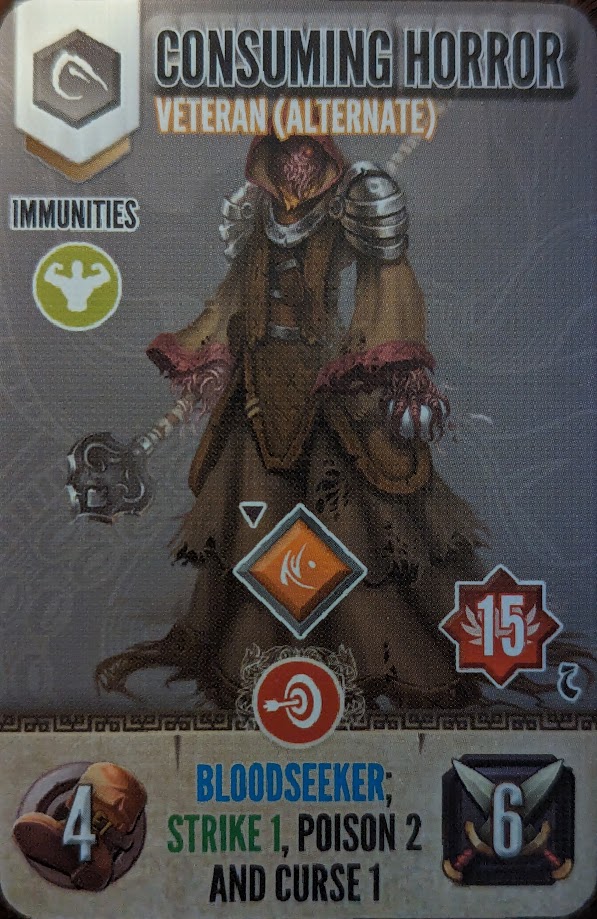 CONSUMING HORROR
VETERAN (ALTERNATE)
IMMUNITIES
15
4
BLOODSEEKER;
STRIKE 1, POISON 2
AND CURSE 1
6